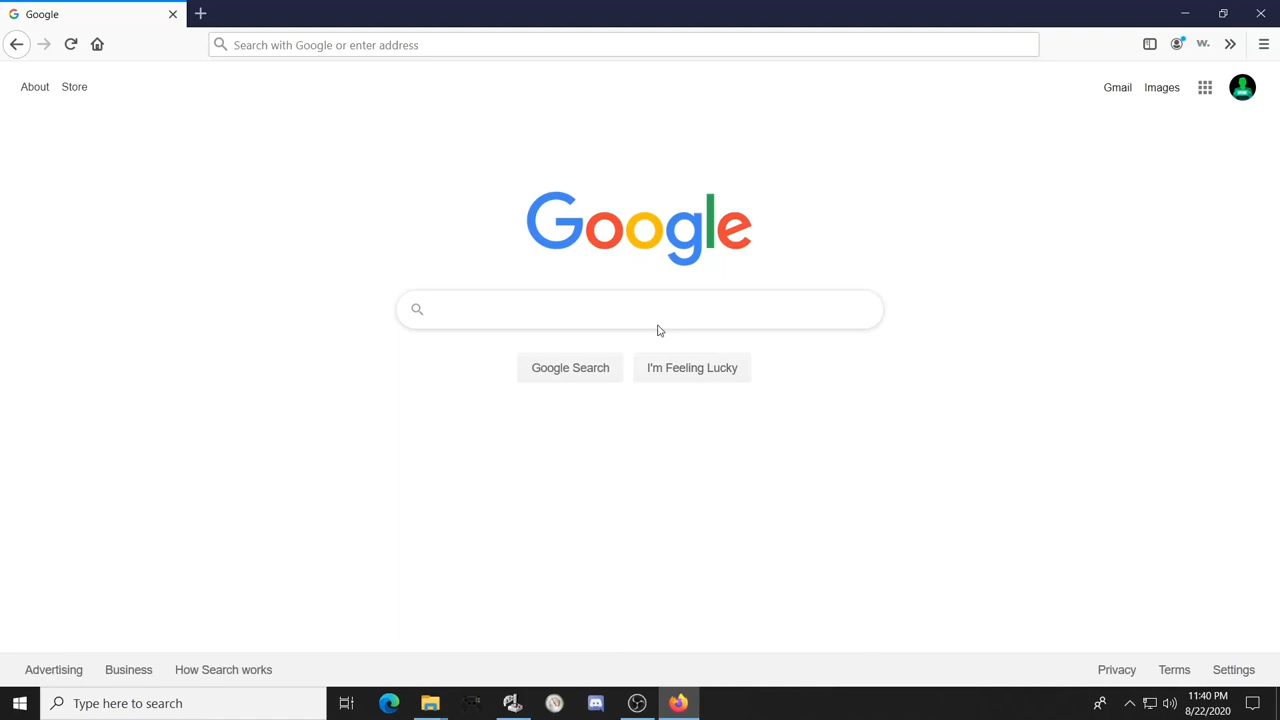 Google
Search with Google or enter address
w.
About Store
Gmail Images
Google
Google Search I'm Feeling Lucky
Advertising Business How Search works
Privacy Terms Settings
Type here to search
11:40 PM
8/22/2020